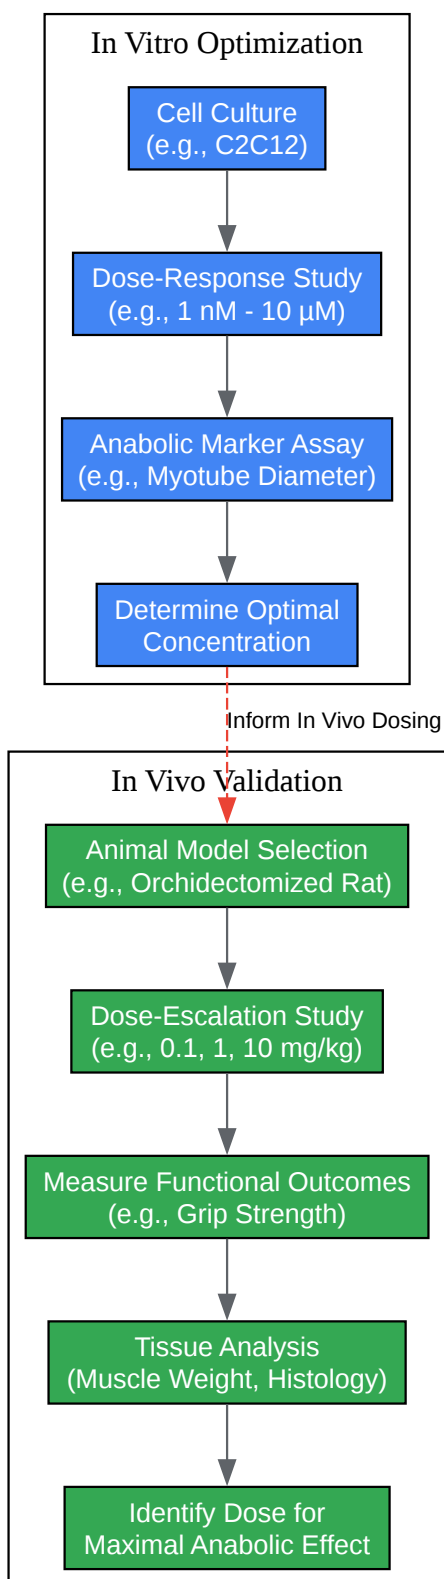 In Vitro Optimization
Cell Culture
(e.g., C2C12)
Dose-Response Study
(e.g., 1 nM - 10 µM)
Anabolic Marker Assay
(e.g., Myotube Diameter)
Determine Optimal
Concentration
Inform In Vivo Dosing
In Vivo Validation
Animal Model Selection
(e.g., Orchidectomized Rat)
Dose-Escalation Study
(e.g., 0.1, 1, 10 mg/kg)
Measure Functional Outcomes
(e.g., Grip Strength)
Tissue Analysis
(Muscle Weight, Histology)
Identify Dose for
Maximal Anabolic Effect